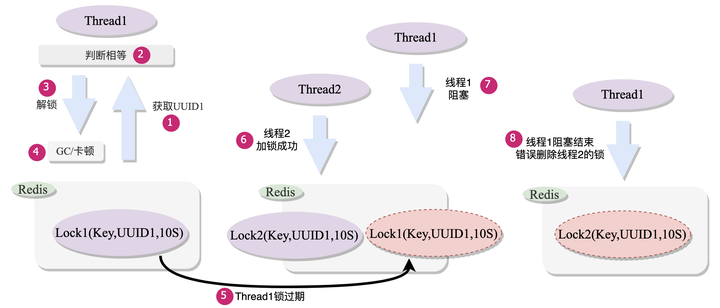 Thread1
判断相等
2
3
解锁
获取UUID1
1
4
GC/卡顿
Redis
Lock1(Key,UUID1,10S)
5
Thread1锁过期
Thread2
6
线程2
加锁成功
Thread1
线程1
阻塞
7
Redis
Lock2(Key,UUID1,10S)
Lock1(Key,UUID1,10S)
Thread1
8
线程1阻塞结束
错误删除线程2的锁
Redis
Lock2(Key,UUID1,10S)